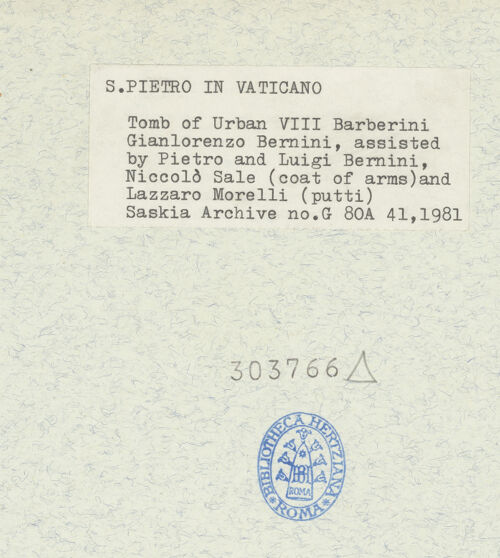 S.PIETRO IN VATICANO
Tomb of Urban VIII Barberini
Gianlorenzo Bernini, assisted
by Pietro and Luigi Bernini,
Niccolò Sale (coat of arms)and
Lazzaro Morelli (putti)
Saskia Archive no.G 80A 41,1981
303766△
BIBLIOTHECA HERTZIANA
BH
ROMA
ROMA